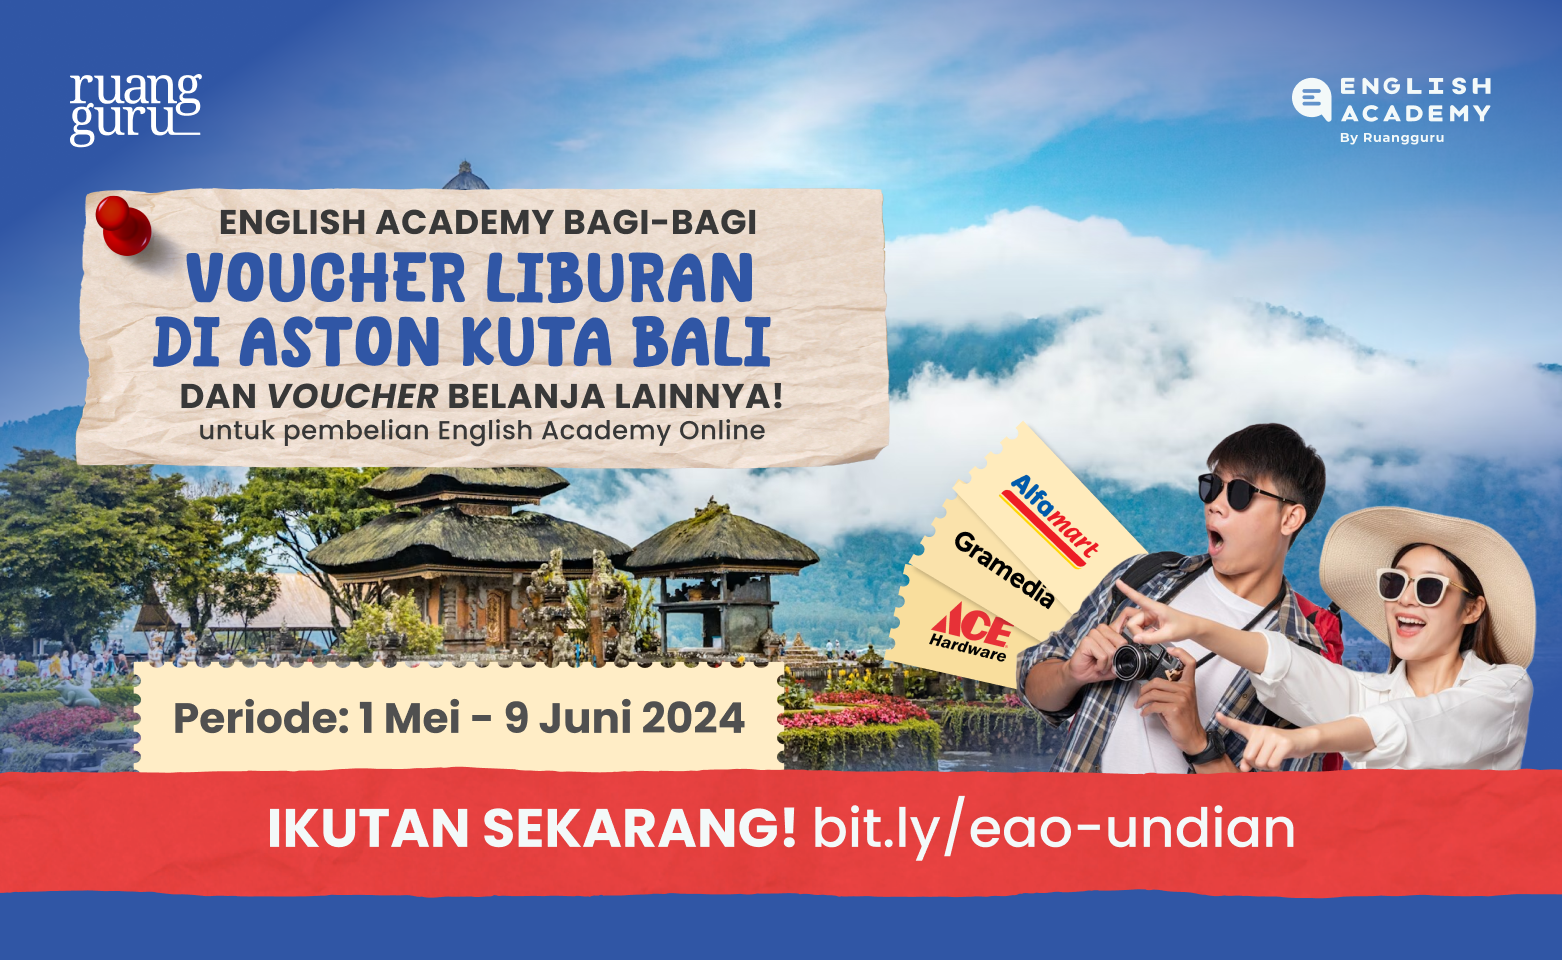 ruang
guru
ENGLISH
ACADEMY
By Ruangguru
ENGLISH ACADEMY BAGI-BAGI
VOUCHER LIBURAN
DI ASTON KUTA BALI
DAN VOUCHER BELANJA LAINNYA!
untuk pembelian English Academy Online
Alfamart
Gramedia
ACE
Hardware
Periode: 1 Mei - 9 Juni 2024
IKUTAN SEKARANG! bit.ly/eao-undian